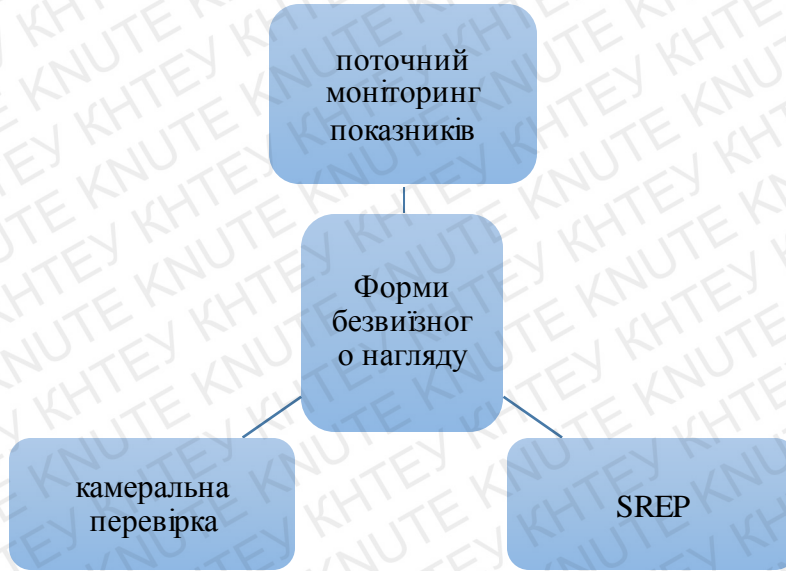 поточний
моніторинг
показників
Форми
безвиїзног
о нагляду
камеральна
перевірка
SREP